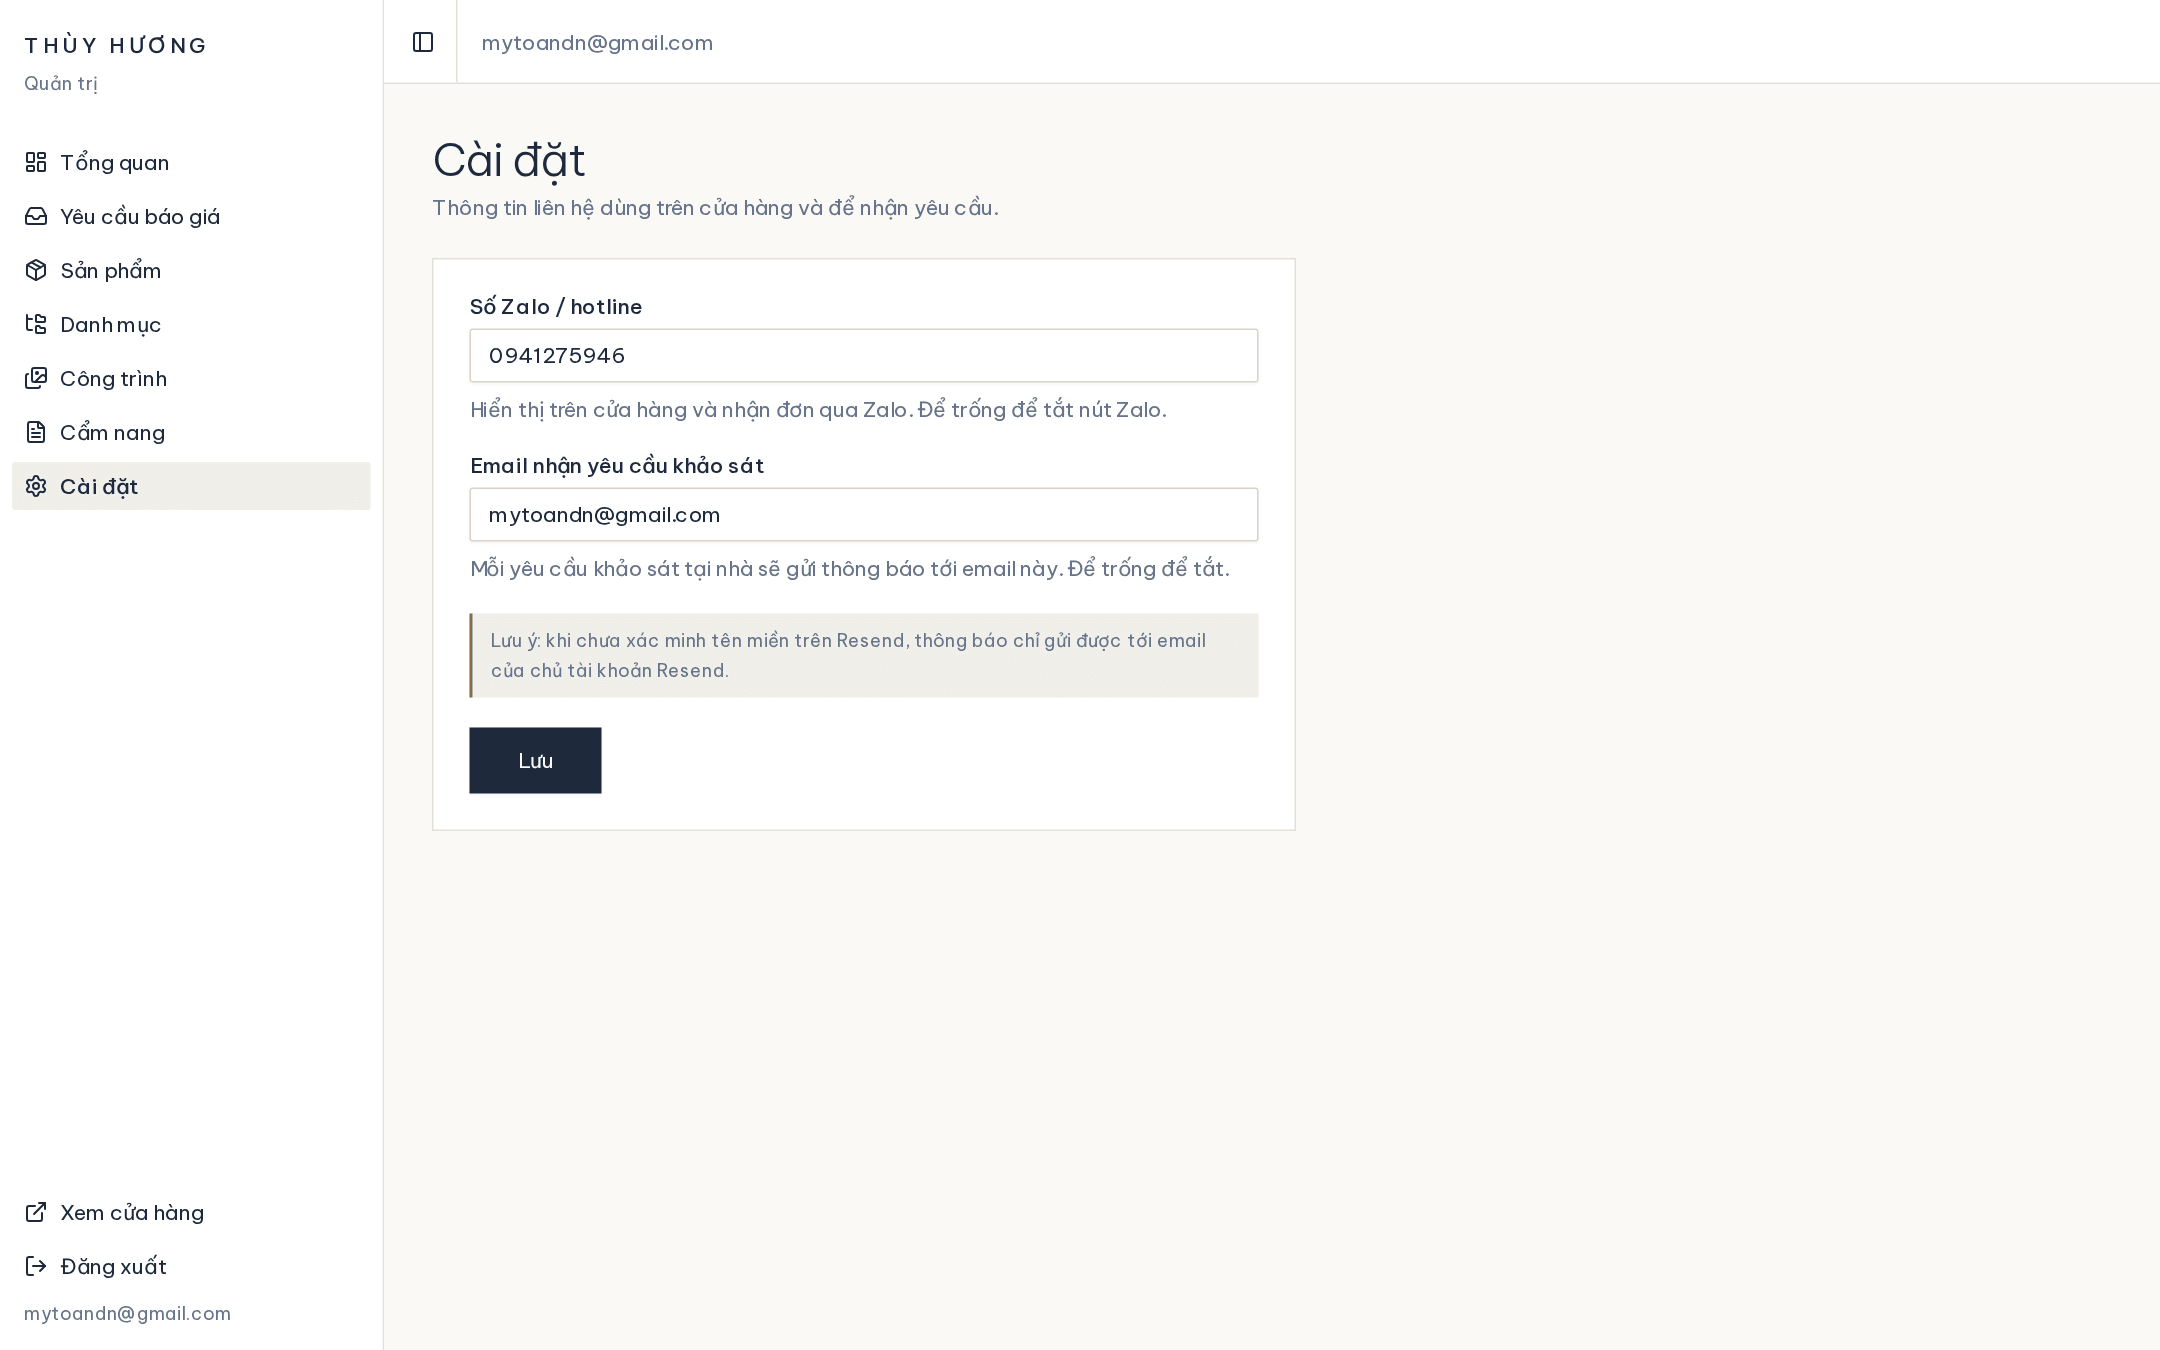 THÙY HƯƠNG
Quản trị
Tổng quan
Yêu cầu báo giá
Sản phẩm
Danh mục
Công trình
Cẩm nang
Cài đặt
Xem cửa hàng
Đăng xuất
mytoandn@gmail.com
mytoandn@gmail.com
Cài đặt
Thông tin liên hệ dùng trên cửa hàng và để nhận yêu cầu.
Số Zalo / hotline
0941275946
Hiển thị trên cửa hàng và nhận đơn qua Zalo. Để trống để tắt nút Zalo.
Email nhận yêu cầu khảo sát
mytoandn@gmail.com
Mỗi yêu cầu khảo sát tại nhà sẽ gửi thông báo tới email này. Để trống để tắt.
Lưu ý: khi chưa xác minh tên miền trên Resend, thông báo chỉ gửi được tới email
của chủ tài khoản Resend.
Lưu